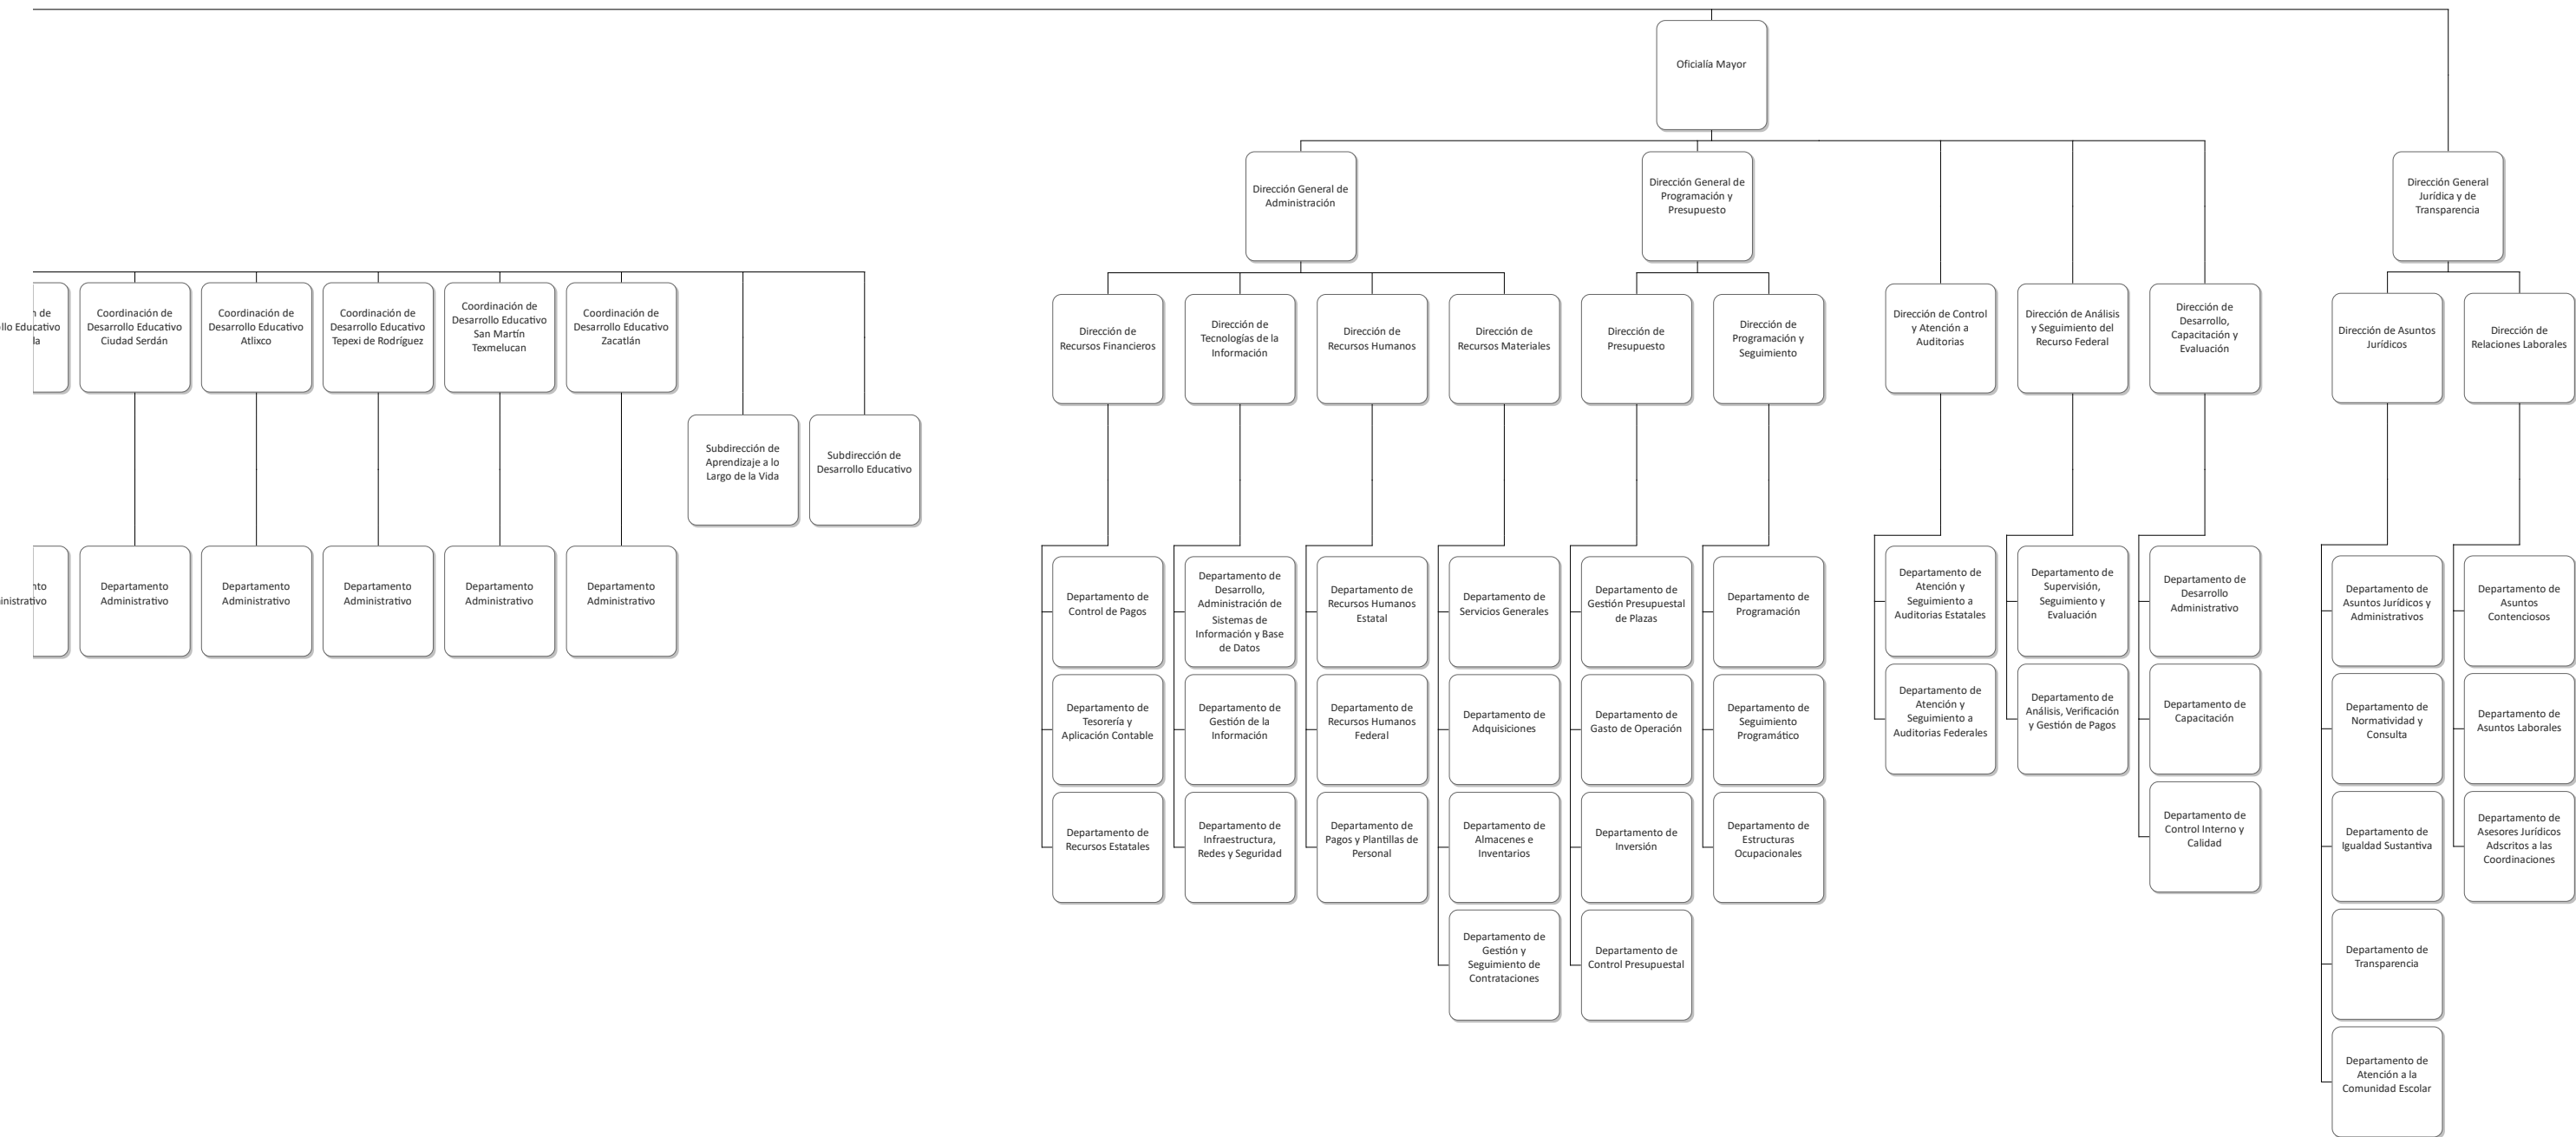 Oficialía Mayor
Dirección General de
Administración
Dirección General de
Programación y
Presupuesto
Dirección General
Jurídica y de
Transparencia
de
Educativo
Coordinación de
Desarrollo Educativo
Ciudad Serdán
Coordinación de
Desarrollo Educativo
Atlixco
Coordinación de
Desarrollo Educativo
Tepexi de Rodríguez
Coordinación de
Desarrollo Educativo
San Martín
Texmelucan
Coordinación de
Desarrollo Educativo
Zacatlán
Dirección de
Recursos Financieros
Dirección de
Tecnologías de la
Información
Dirección de
Recursos Humanos
Dirección de
Recursos Materiales
Dirección de
Presupuesto
Dirección de
Programación y
Seguimiento
Dirección de Control
y Atención a
Auditorias
Dirección de Análisis
y Seguimiento del
Recurso Federal
Dirección de
Desarrollo,
Capacitación y
Evaluación
Dirección de Asuntos
Jurídicos
Dirección de
Relaciones Laborales
Subdirección de
Aprendizaje a lo
Largo de la Vida
Subdirección de
Desarrollo Educativo
Departamento
Administrativo
Departamento
Administrativo
Departamento
Administrativo
Departamento
Administrativo
Departamento
Administrativo
Departamento de
Control de Pagos
Departamento de
Tesorería y
Aplicación Contable
Departamento de
Recursos Estatales
Departamento de
Desarrollo,
Administración de
Sistemas de
Información y Base
de Datos
Departamento de
Gestión de la
Información
Departamento de
Infraestructura,
Redes y Seguridad
Departamento de
Recursos Humanos
Estatal
Departamento de
Recursos Humanos
Federal
Departamento de
Pagos y Plantillas de
Personal
Departamento de
Servicios Generales
Departamento de
Adquisiciones
Departamento de
Almacenes e
Inventarios
Departamento de
Gestión y
Seguimiento de
Contrataciones
Departamento de
Gestión Presupuestal
de Plazas
Departamento de
Gasto de Operación
Departamento de
Inversión
Departamento de
Control Presupuestal
Departamento de
Programación
Departamento de
Seguimiento
Programático
Departamento de
Estructuras
Ocupacionales
Departamento de
Atención y
Seguimiento a
Auditorias Estatales
Departamento de
Atención y
Seguimiento a
Auditorias Federales
Departamento de
Supervisión,
Seguimiento y
Evaluación
Departamento de
Análisis, Verificación
y Gestión de Pagos
Departamento de
Desarrollo
Administrativo
Departamento de
Capacitación
Departamento de
Control Interno y
Calidad
Departamento de
Asuntos Jurídicos y
Administrativos
Departamento de
Normatividad y
Consulta
Departamento de
Igualdad Sustantiva
Departamento de
Transparencia
Departamento de
Atención a la
Comunidad Escolar
Departamento de
Asuntos
Contenciosos
Departamento de
Asuntos Laborales
Departamento de
Asesores Jurídicos
Adscritos a las
Coordinaciones